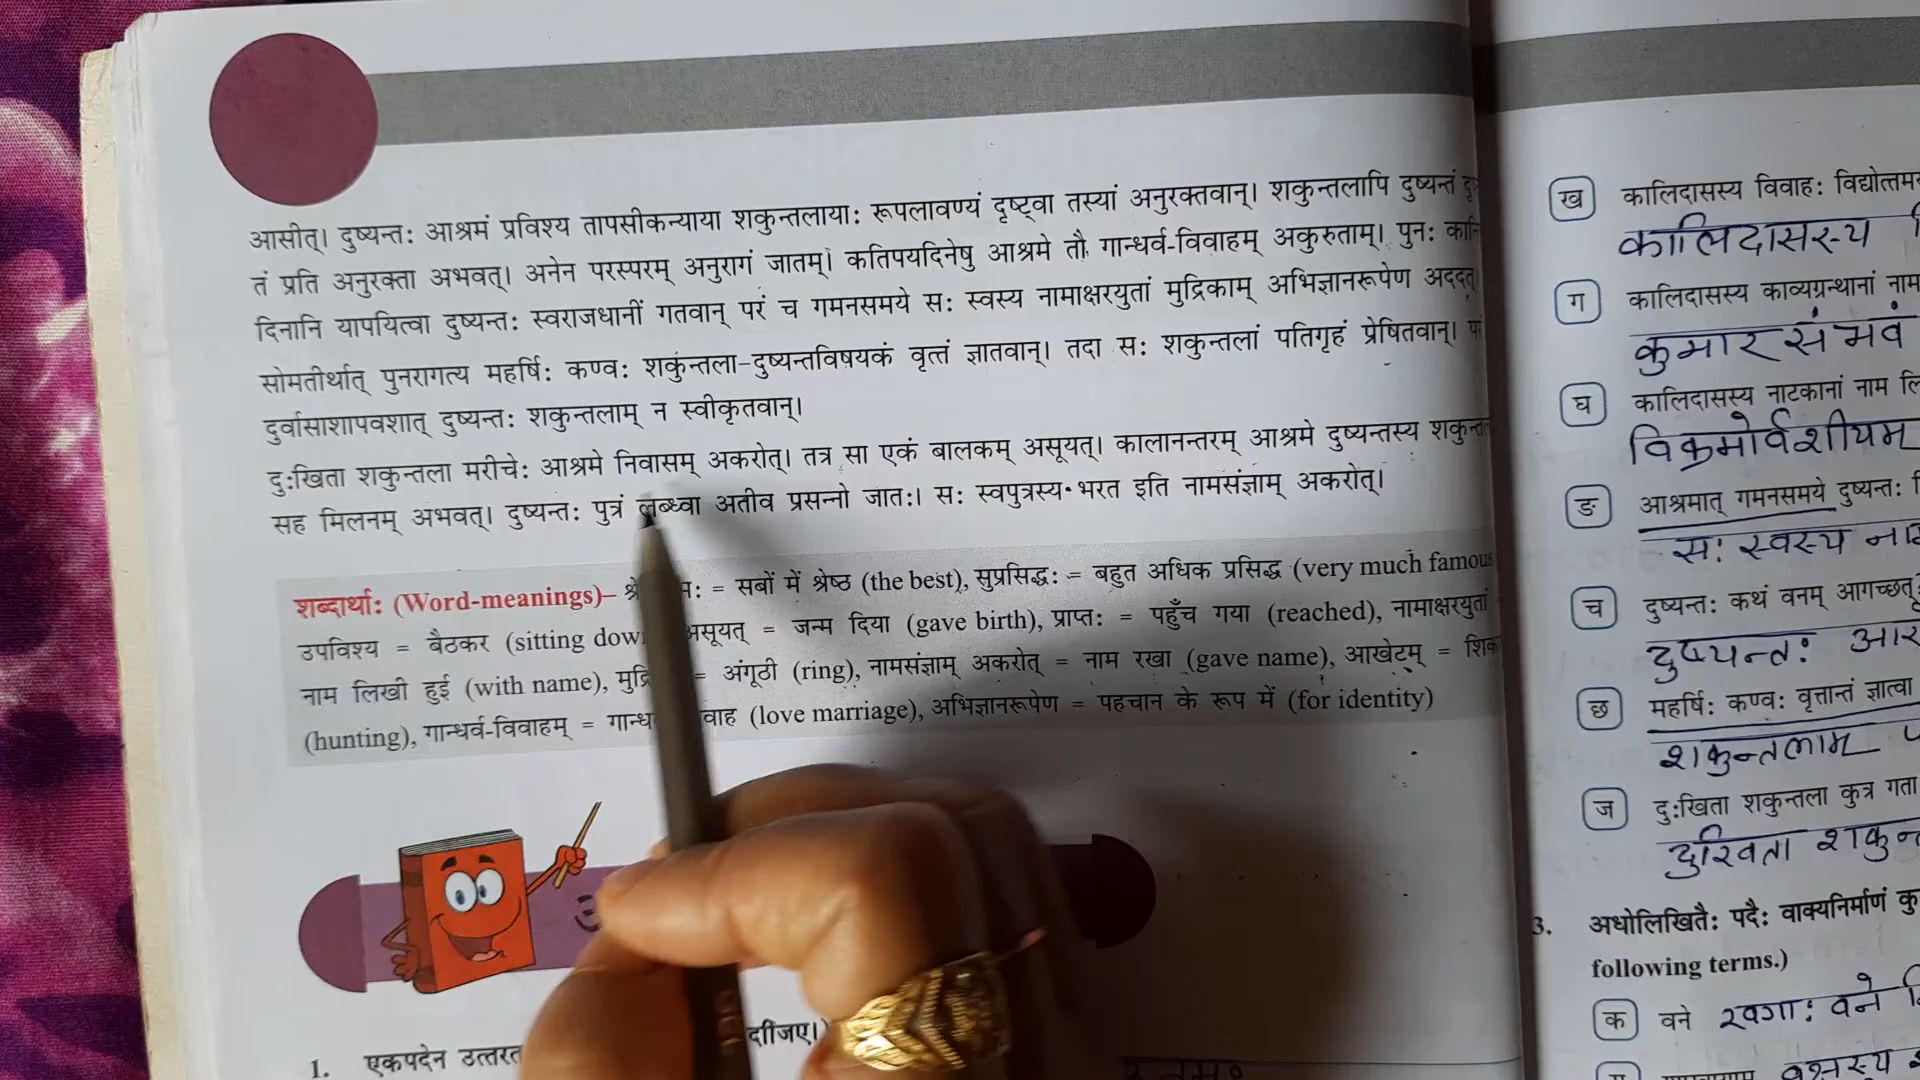 आसीत्। दुष्यन्तः आश्रमं प्रविश्य तापसीकन्याया शकुन्तलायाः रूपलावण्यं दृष्ट्वा तस्यां अनुरक्तवान्। शकुन्तलापि दुष्यन्तं
तं प्रति अनुरक्ता अभवत्। अनेन परस्परम् अनुरागं जातम्। कतिपयदिनेषु आश्रमे तौ गान्धर्व-विवाहम् अकुरुताम्। पुनः
दिनानि यापयित्वा दुष्यन्तः स्वराजधानीं गतवान् परं च गमनसमये सः स्वस्य नामाक्षरयुतां मुद्रिकाम् अभिज्ञानरूपेण अददत्।
सोमतीर्थात् पुनरागत्य महर्षिः कण्वः शकुन्तला-दुष्यन्तविषयकं वृत्तं ज्ञातवान्। तदा सः शकुन्तलां पतिगृहं प्रेषितवान्।
दुर्वासाशापवशात् दुष्यन्तः शकुन्तलाम् न स्वीकृतवान्।
दुःखिता शकुन्तला मरीचेः आश्रमे निवासम् अकरोत्। तत्र सा एकं बालकम् असूयत्। कालानन्तरम् आश्रमे दुष्यन्तस्य
सह मिलनम् अभवत्। दुष्यन्तः पुत्रं लब्ध्वा अतीव प्रसन्नो जातः। सः स्वपुत्रस्य भरत इति नामसंज्ञाम् अकरोत्।
शब्दार्थाः (Word-meanings)– = सबों में श्रेष्ठ (the best), सुप्रसिद्धः = बहुत अधिक प्रसिद्ध (very much famous
उपविश्य = बैठकर (sitting dow असूयत् = जन्म दिया (gave birth), प्राप्तः = पहुँच गया (reached), नामाक्षरयुतां
नाम लिखी हुई (with name), = अंगूठी (ring), नामसंज्ञाम् अकरोत् = नाम रखा (gave name), आखेटम् =
(hunting), गान्धर्व-विवाहम् = (love marriage), अभिज्ञानरूपेण = पहचान के रूप में (for identity)
1. एकपदेन
ख कालिदासस्य विवाहः
कालिदासस्य
ग कालिदासस्य काव्यग्रन्थानां नाम
कुमारसंभवं
घ कालिदासस्य नाटकानां नाम
विक्रमोर्वशीयम्
ङ आश्रमात् गमनसमये दुष्यन्तः
सः स्वस्य
च दुष्यन्तः कथं वनम् आगच्छत्
दुष्यन्तः
छ महर्षिः कण्वः वृत्तान्तं ज्ञात्वा
शकुन्तलाम्
ज दुःखिता शकुन्तला कुत्र गता
दुखिता
3. अधोलिखितैः पदैः वाक्यनिर्माणं
following terms.)
क वने खगाः वने